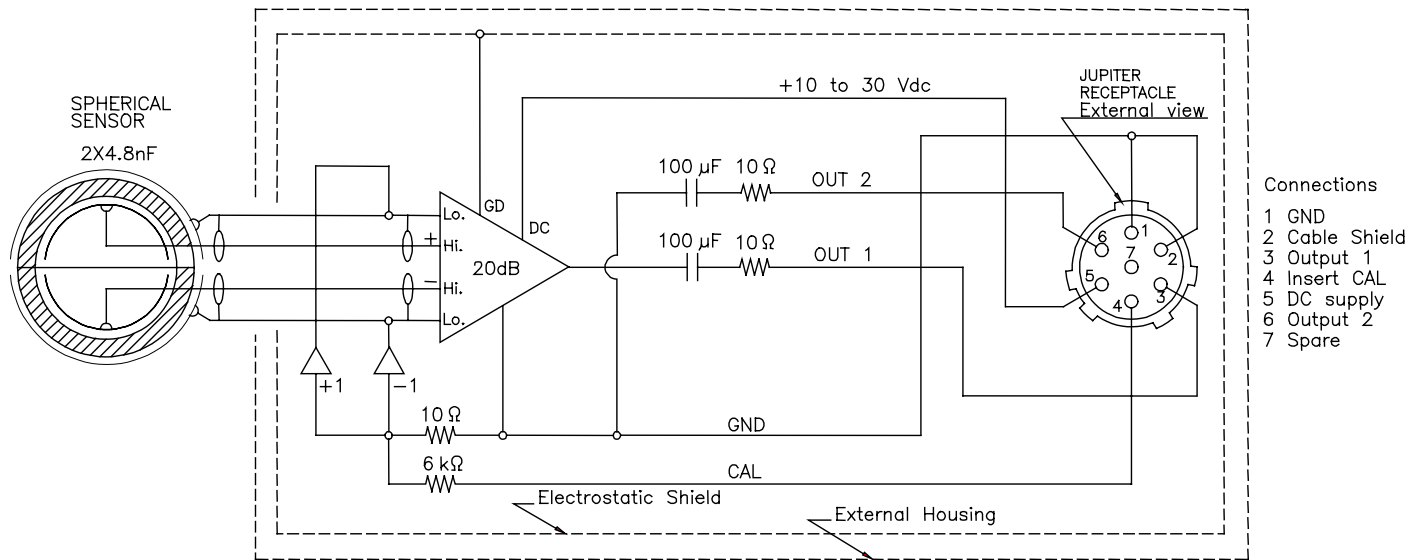 SPHERICAL
SENSOR
2X4.8nF
+10 to 30 Vdc
JUPITER
RECEPTACLE
External view
100 µF 10 Ω OUT 2
100 µF 10 Ω OUT 1
Lo.
+ Hi.
- Hi.
Lo.
20dB
GD
DC
+1
-1
10 Ω
GND
6 kΩ
CAL
Electrostatic Shield
External Housing
1
2
3
4
5
6
7
Connections
1 GND
2 Cable Shield
3 Output 1
4 Insert CAL
5 DC supply
6 Output 2
7 Spare